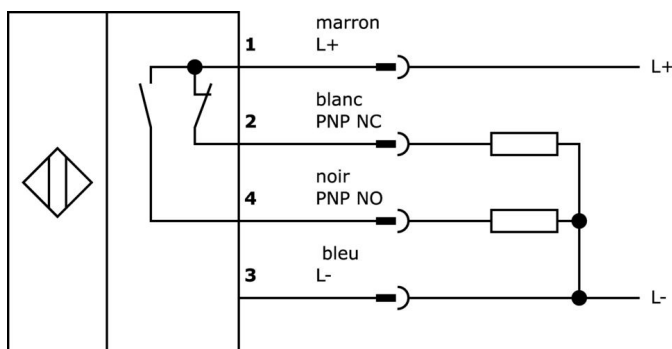 marron
1 L+
L+
blanc
2 PNP NC
noir
4 PNP NO
bleu
3 L-
L-